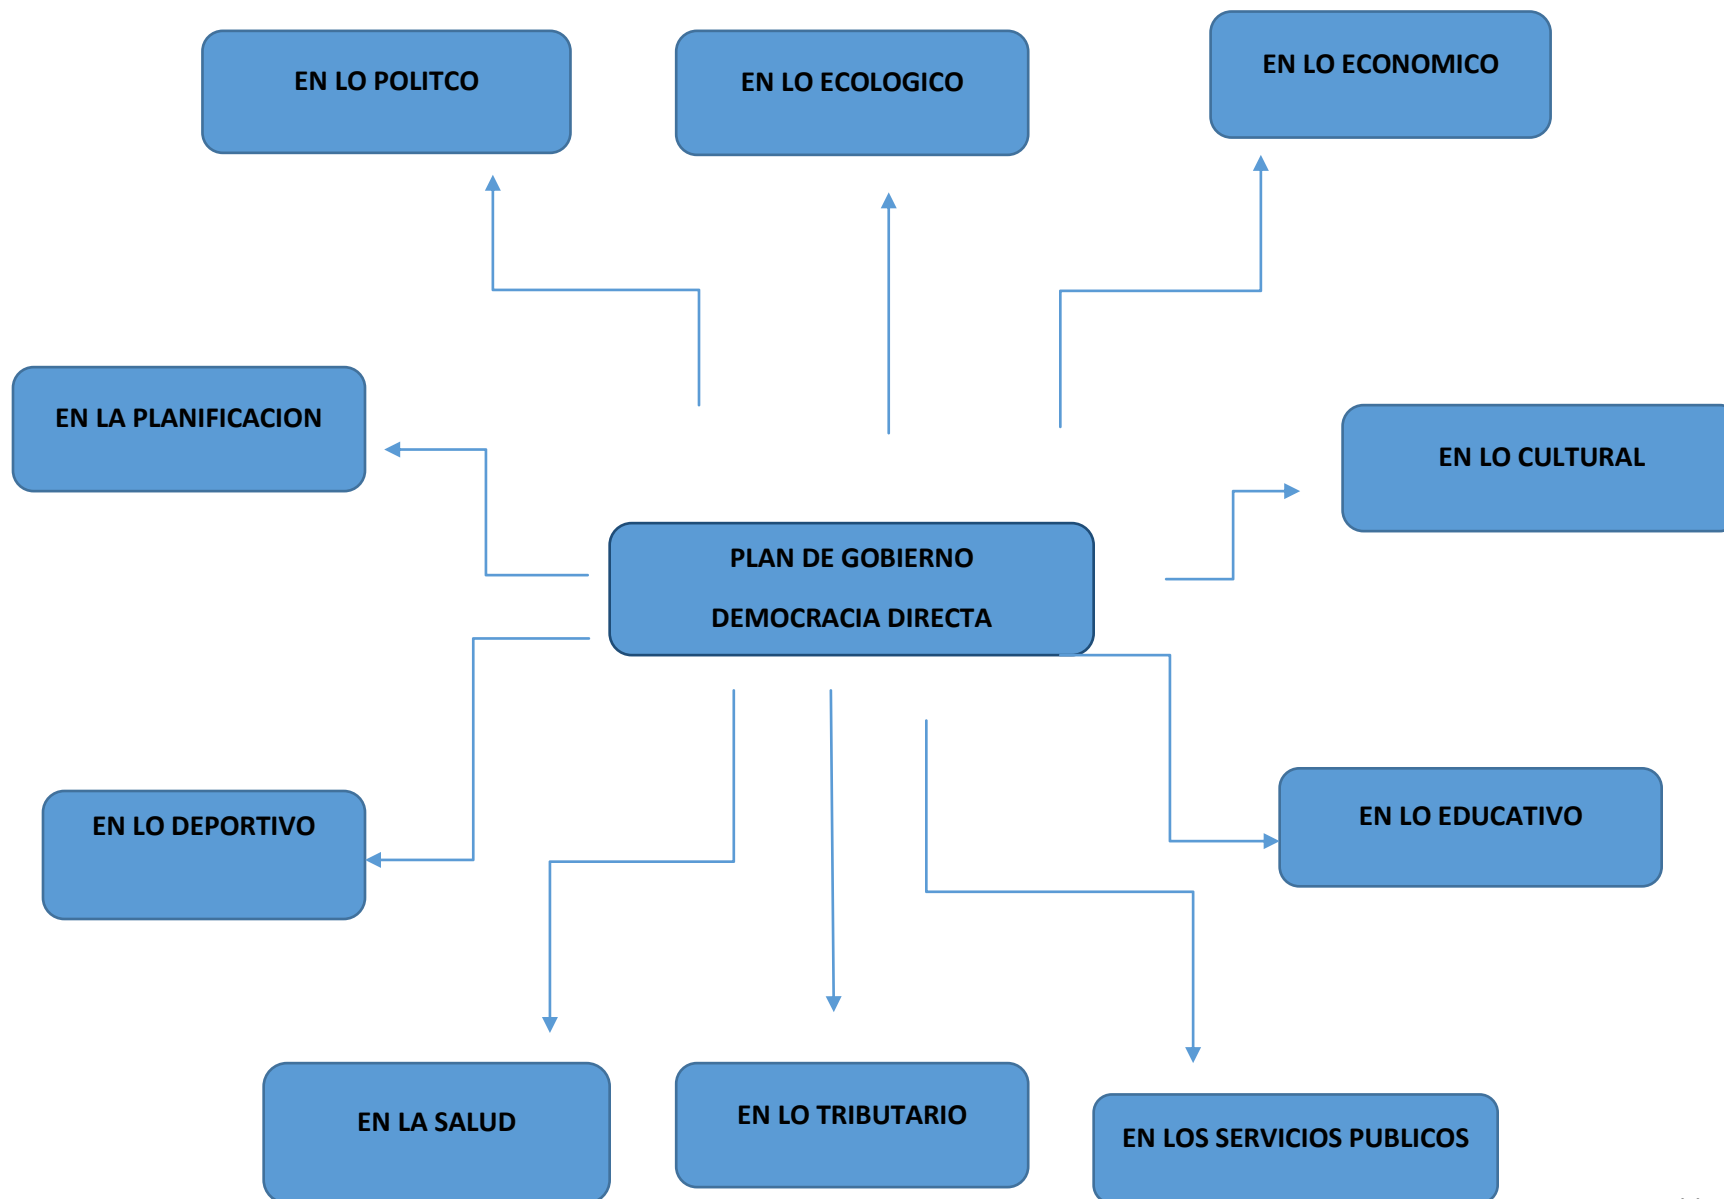 EN LO POLITCO
EN LO ECOLOGICO
EN LO ECONOMICO
EN LA PLANIFICACION
EN LO CULTURAL
PLAN DE GOBIERNO
DEMOCRACIA DIRECTA
EN LO DEPORTIVO
EN LO EDUCATIVO
EN LA SALUD
EN LO TRIBUTARIO
EN LOS SERVICIOS PUBLICOS